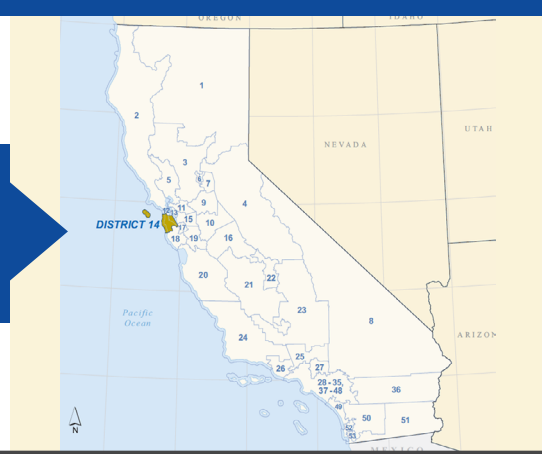 OREGON
IDAHO
1
2
UTAH
NEVADA
3
5
6
7
4
9
11
12
13
DISTRICT 14
15
10
17
18
19
16
20
21
22
23
8
Pacific
Ocean
24
ARIZON
25
26
27
28 - 35,
37 - 48
36
49
50
51
52
53
N
MEXICO